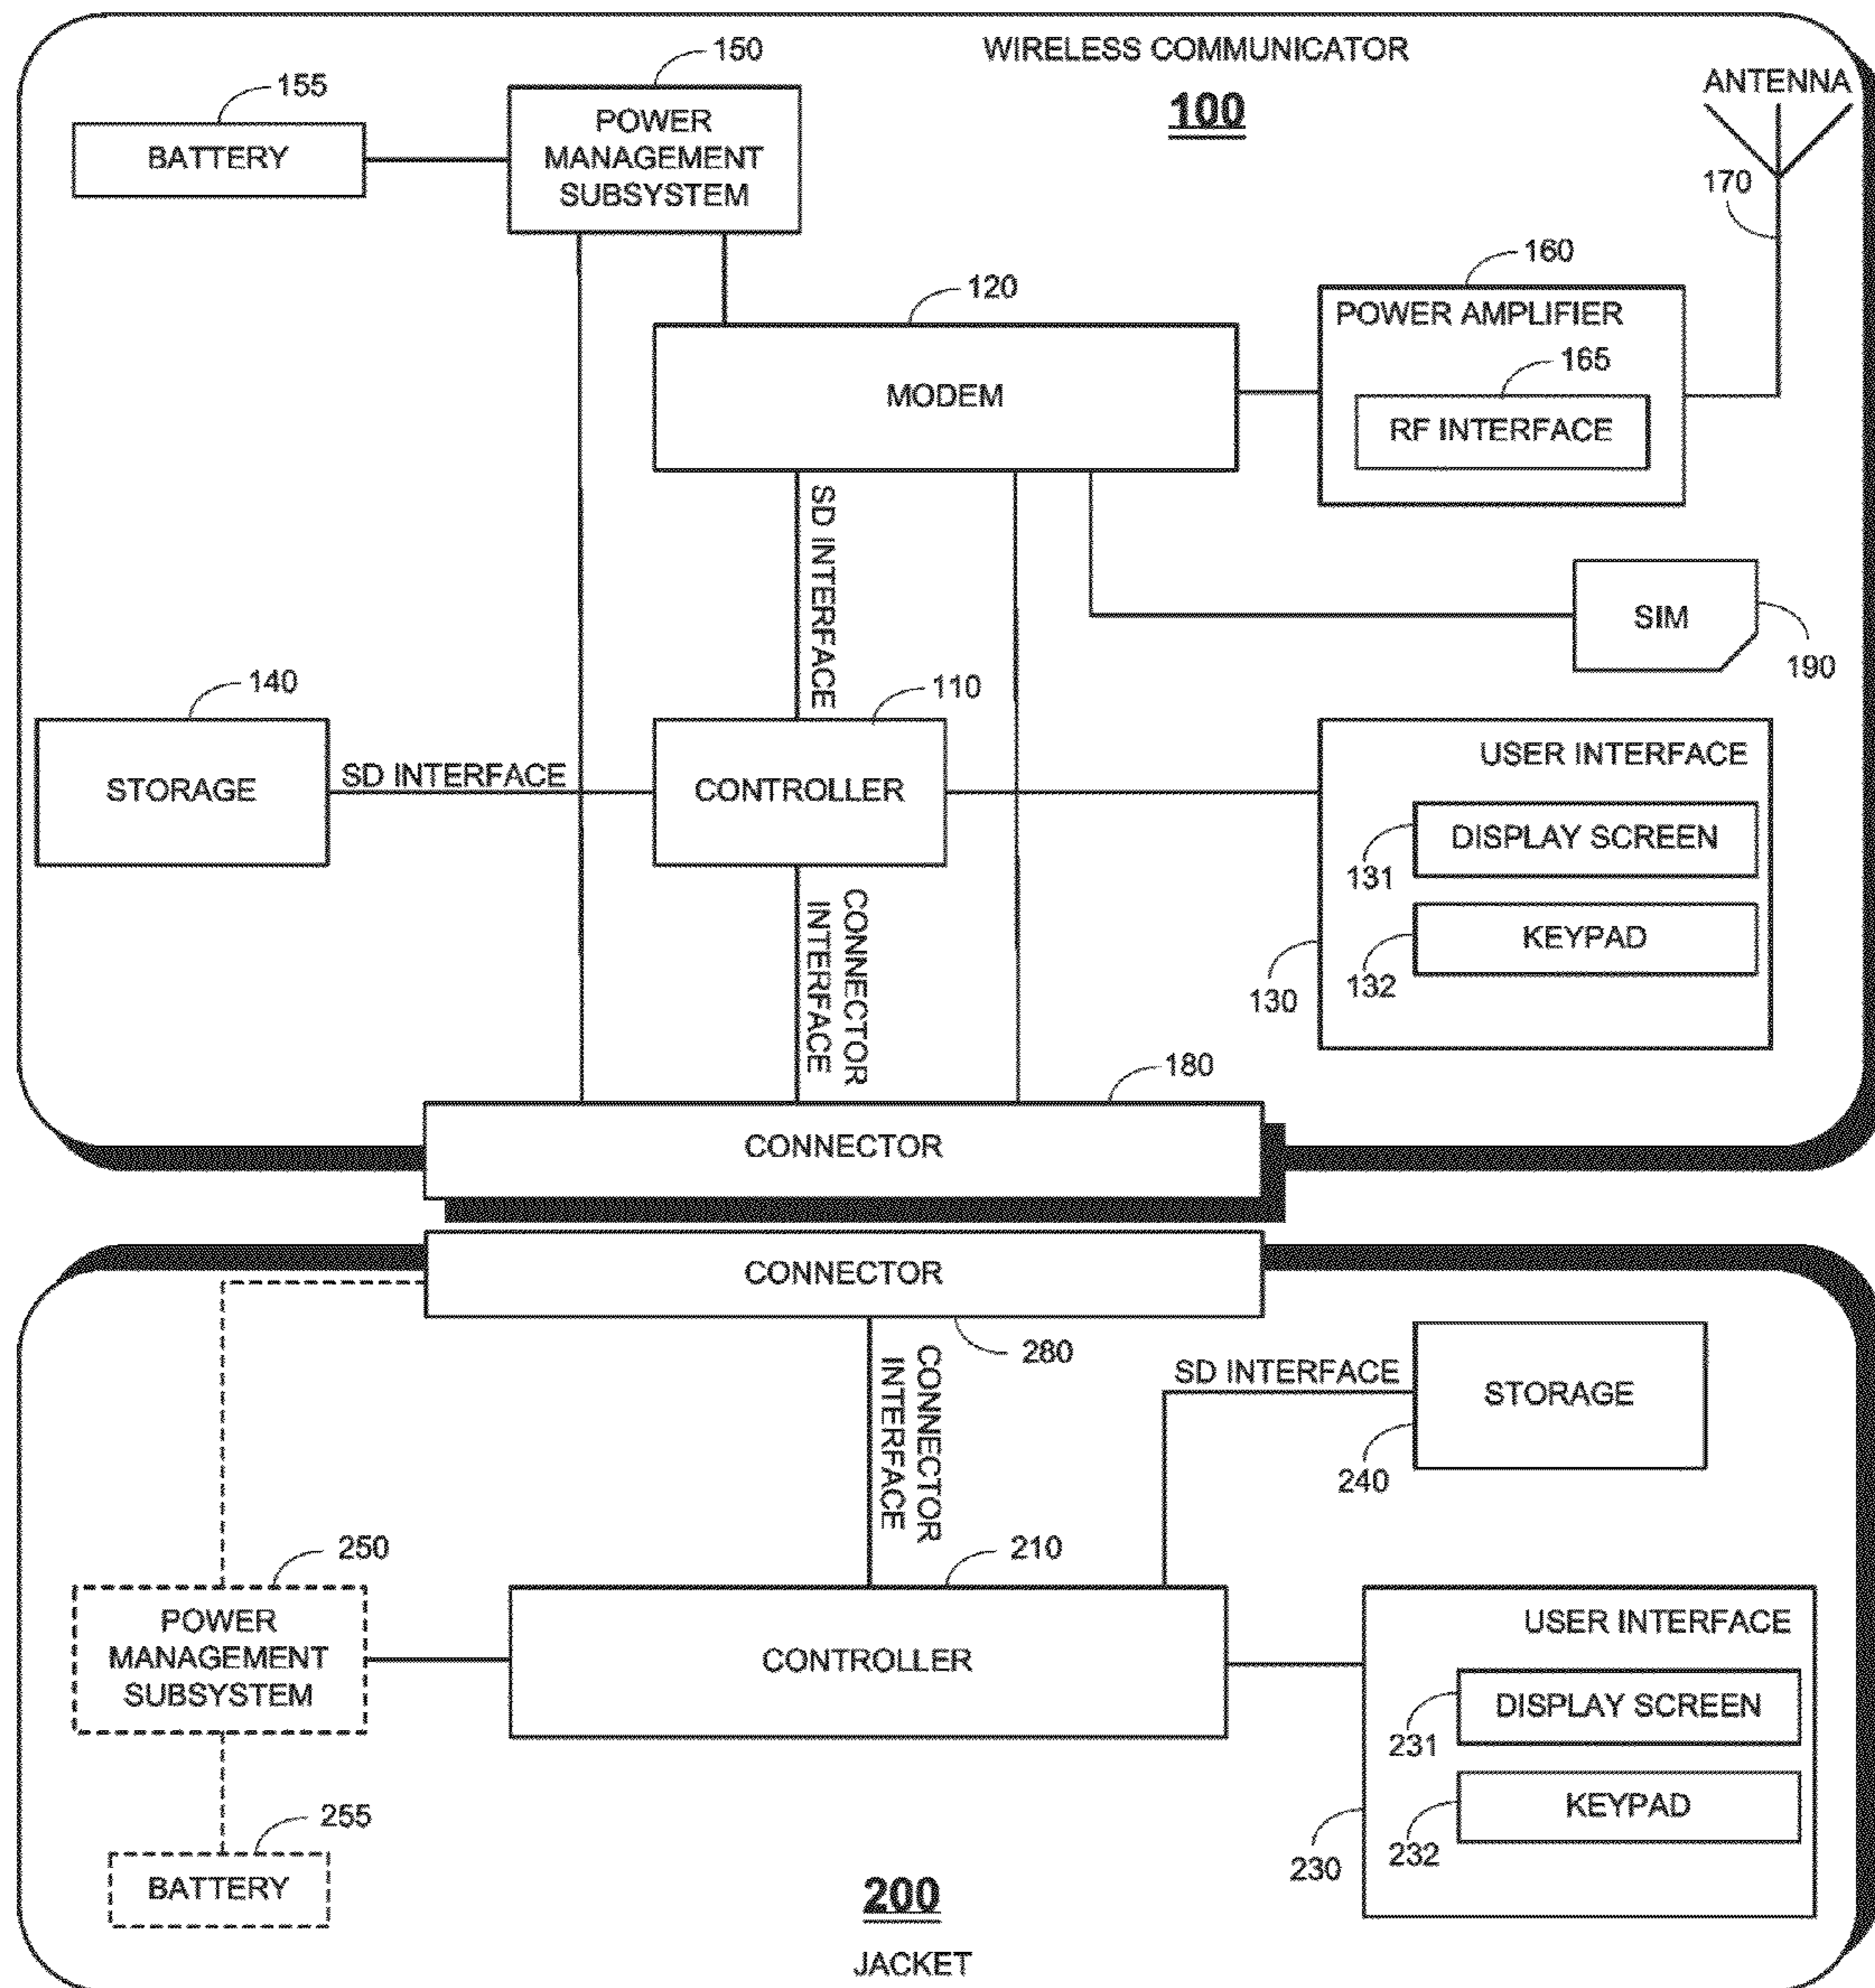 WIRELESS COMMUNICATOR
100
150
155
ANTENNA
170
BATTERY
POWER
MANAGEMENT
SUBSYSTEM
160
120
POWER AMPLIFIER
165
RF INTERFACE
MODEM
SD INTERFACE
SIM
190
140
110
STORAGE
SD INTERFACE
CONTROLLER
USER INTERFACE
DISPLAY SCREEN
131
KEYPAD
132
130
CONNECTOR
INTERFACE
180
CONNECTOR
CONNECTOR
280
CONNECTOR
INTERFACE
SD INTERFACE
STORAGE
240
250
210
POWER
MANAGEMENT
SUBSYSTEM
CONTROLLER
USER INTERFACE
DISPLAY SCREEN
231
KEYPAD
232
230
255
BATTERY
200
JACKET